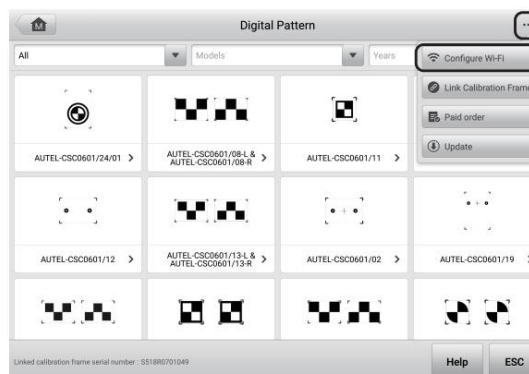 M
Digital Pattern
...
All
Models
Years
Configure Wi-Fi
Link Calibration Frame
Paid order
Update
AUTEL-CSC0601/24/01 >
AUTEL-CSC0601/08-L &
AUTEL-CSC0601/08-R >
AUTEL-CSC0601/11 >
AUTEL-CSC0601/12 >
AUTEL-CSC0601/13-L &
AUTEL-CSC0601/13-R >
AUTEL-CSC0601/02 >
AUTEL-CSC0601/19
Linked calibration frame serial number : S518R0701049
Help
ESC